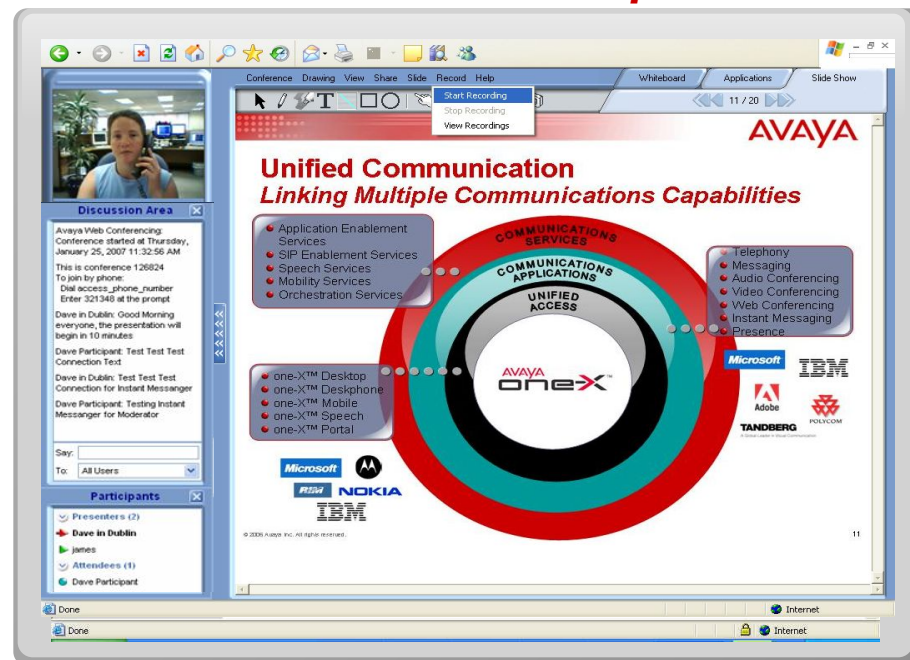 Conference Drawing View Share Slide Record Help
Whiteboard
Applications
Slide Show
Start Recording
Stop Recording
View Recordings
T
11 / 20
AVAYA
Unified Communication
Linking Multiple Communications Capabilities
Discussion Area
Avaya Web Conferencing:
Conference started at Thursday,
January 25, 2007 11:32:56 AM
This is conference 126824
To join by phone:
Dial access_phone_number
Enter 321348 at the prompt
Dave in Dublin: Good Morning
everyone, the presentation will
begin in 10 minutes
Dave Participant: Test Test Test
Connection Text
Dave in Dublin: Test Test Test
Connection for Instant Messanger
Dave Participant: Testing Instant
Messanger for Moderator
Say:
To: All Users
Participants
Presenters (2)
Dave in Dublin
james
Attendees (1)
Dave Participant
Application Enablement
Services
SIP Enablement Services
Speech Services
Mobility Services
Orchestration Services
COMMUNICATIONS
SERVICES
COMMUNICATIONS
APPLICATIONS
UNIFIED
ACCESS
AVAYA
one-X™
Telephony
Messaging
Audio Conferencing
Video Conferencing
Web Conferencing
Instant Messaging
Presence
one-X™ Desktop
one-X™ Deskphone
one-X™ Mobile
one-X™ Speech
one-X™ Portal
Microsoft
IBM
Adobe
POLYCOM
TANDBERG
Microsoft
RIM
NOKIA
IBM
© 2006 Avaya Inc. All rights reserved.
11
Done
Internet
Done
Internet